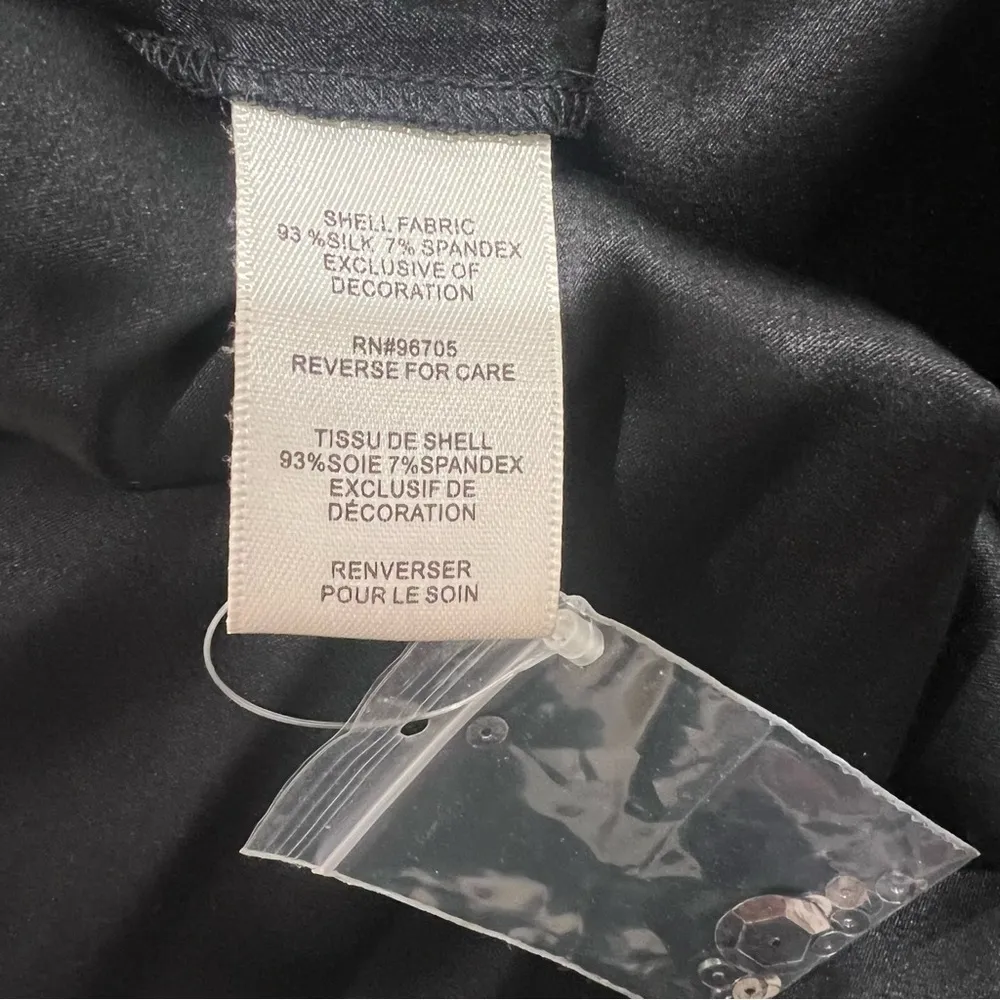 SHELL FABRIC
93 %SILK 7% SPANDEX
EXCLUSIVE OF
DECORATION
RN#96705
REVERSE FOR CARE
TISSU DE SHELL
93%SOIE 7%SPANDEX
EXCLUSIF DE
DÉCORATION
RENVERSER
POUR LE SOIN